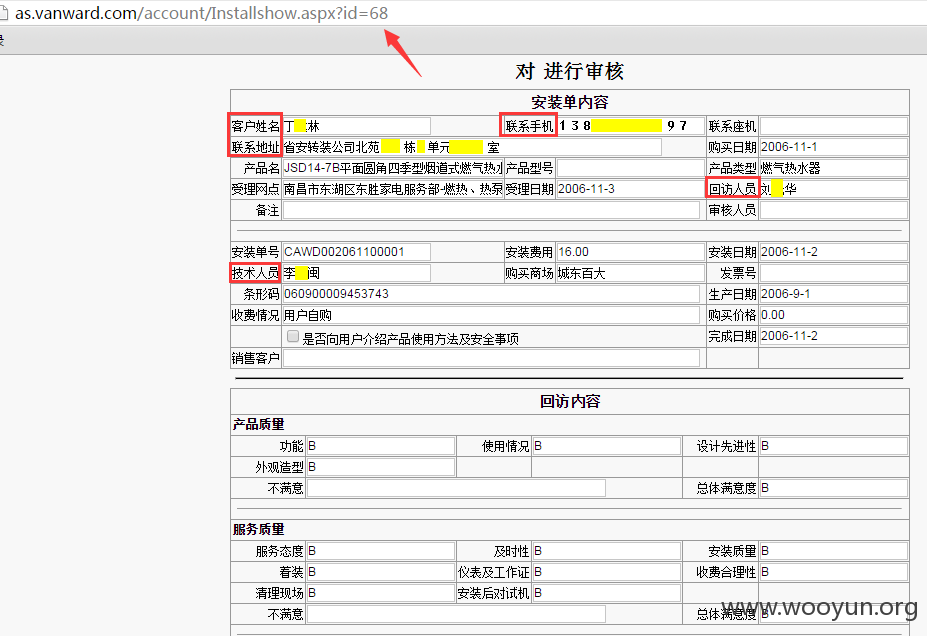 as.vanward.com/account/Installshow.aspx?id=68
录
对 进行审核
安装单内容
客户姓名 丁 林 联系手机 1 3 8 9 7 联系座机
联系地址 省安转装公司北苑 栋 单元 室 购买日期 2006-11-1
产品名 JSD14-7B平面圆角四季型烟道式燃气热水 产品型号 产品类型 燃气热水器
受理网点 南昌市东湖区东胜家电服务部-燃热、热泵 受理日期 2006-11-3 回访人员 刘 华
备注 审核人员
安装单号 CAWD002061100001 安装费用 16.00 安装日期 2006-11-2
技术人员 李 闽 购买商场 城东百大 发票号
条形码 060900009453743 生产日期 2006-9-1
收费情况 用户自购 购买价格 0.00
是否向用户介绍产品使用方法及安全事项 完成日期 2006-11-2
销售客户
回访内容
产品质量
功能 B 使用情况 B 设计先进性 B
外观造型 B
不满意 总体满意度 B
服务质量
服务态度 B 及时性 B 安装质量 B
着装 B 仪表及工作证 B 收费合理性 B
清理现场 B 安装后对试机 B
不满意 总体满意度 B
www.wooyun.org